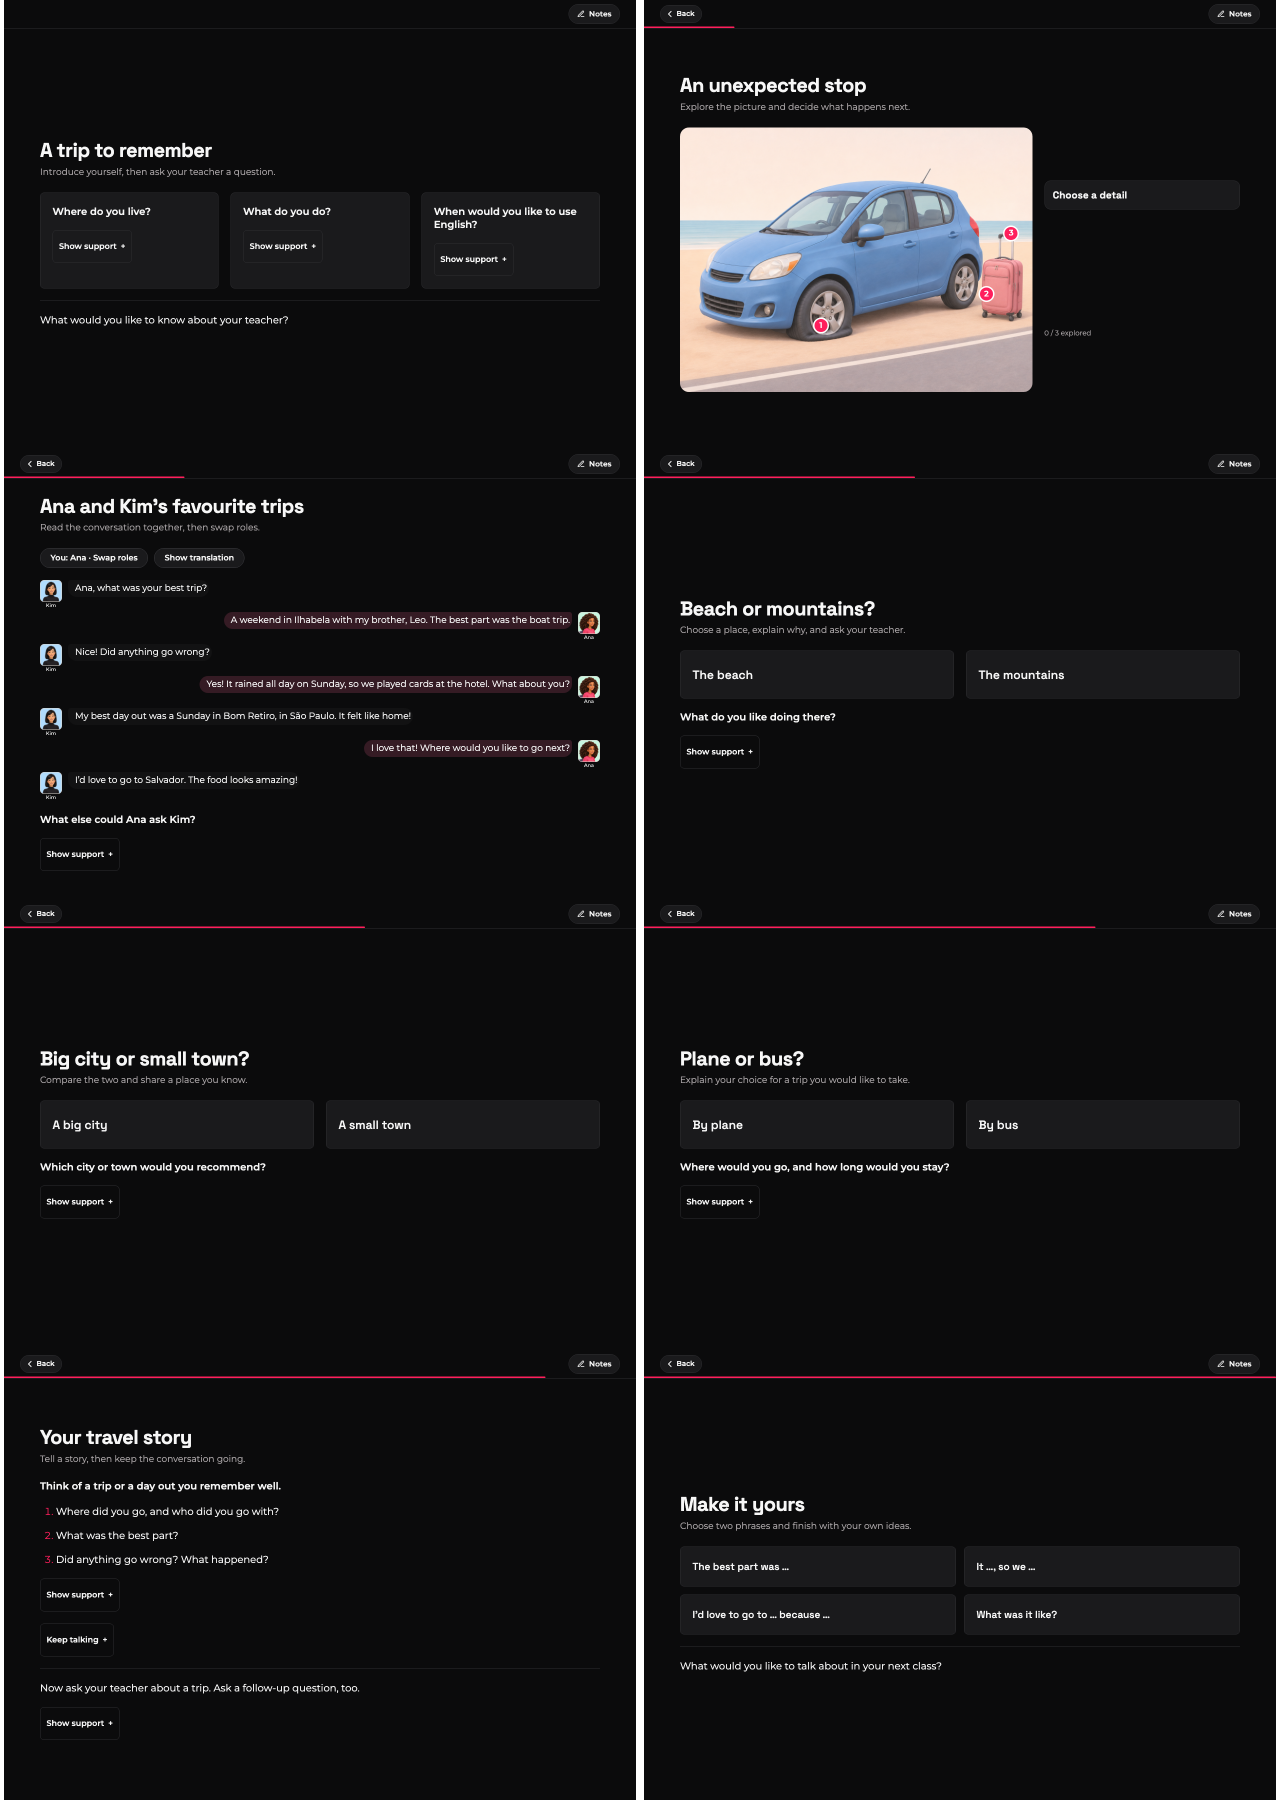 Notes
A trip to remember
Introduce yourself, then ask your teacher a question.
Where do you live?
Show support +
What do you do?
Show support +
When would you like to use
English?
Show support +
What would you like to know about your teacher?
Back
Notes
An unexpected stop
Explore the picture and decide what happens next.
1
2
3
Choose a detail
0 / 3 explored
Back
Notes
Ana and Kim's favourite trips
Read the conversation together, then swap roles.
You: Ana · Swap roles
Show translation
Ana, what was your best trip?
Kim
A weekend in Ilhabela with my brother, Leo. The best part was the boat trip.
Ana
Nice! Did anything go wrong?
Kim
Yes! It rained all day on Sunday, so we played cards at the hotel. What about you?
Ana
My best day out was a Sunday in Bom Retiro, in São Paulo. It felt like home!
Kim
I love that! Where would you like to go next?
Ana
I'd love to go to Salvador. The food looks amazing!
Kim
What else could Ana ask Kim?
Show support +
Back
Notes
Beach or mountains?
Choose a place, explain why, and ask your teacher.
The beach
The mountains
What do you like doing there?
Show support +
Back
Notes
Big city or small town?
Compare the two and share a place you know.
A big city
A small town
Which city or town would you recommend?
Show support +
Back
Notes
Plane or bus?
Explain your choice for a trip you would like to take.
By plane
By bus
Where would you go, and how long would you stay?
Show support +
Back
Notes
Your travel story
Tell a story, then keep the conversation going.
Think of a trip or a day out you remember well.
1. Where did you go, and who did you go with?
2. What was the best part?
3. Did anything go wrong? What happened?
Show support +
Keep talking +
Now ask your teacher about a trip. Ask a follow-up question, too.
Show support +
Back
Notes
Make it yours
Choose two phrases and finish with your own ideas.
The best part was ...
It ..., so we ...
I'd love to go to ... because ...
What was it like?
What would you like to talk about in your next class?